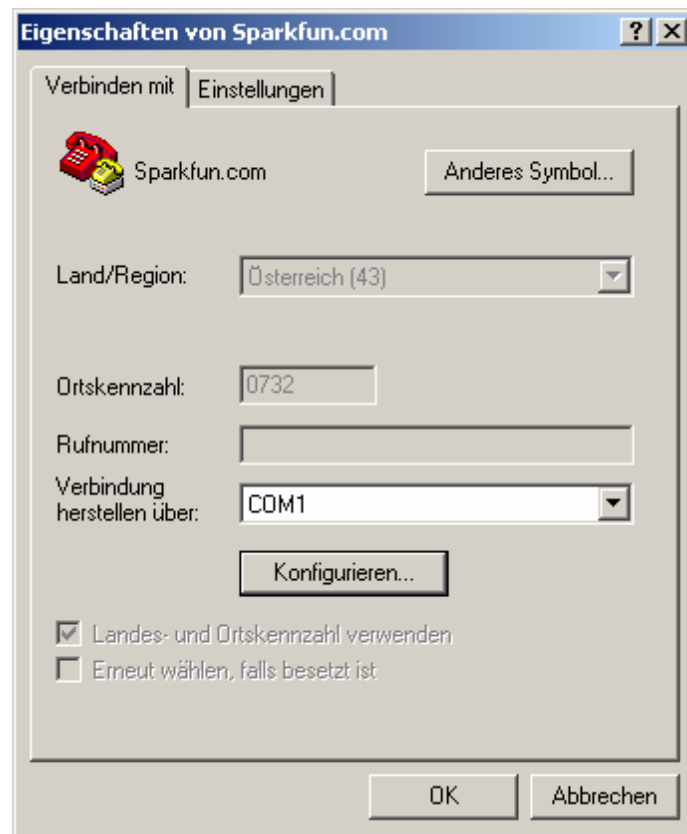 Eigenschaften von Sparkfun.com
Verbinden mit
Einstellungen
Sparkfun.com
Anderes Symbol...
Land/Region:
Österreich (43)
Ortskennzahl:
0732
Rufnummer:
Verbindung
herstellen über:
COM1
Konfigurieren...
Landes- und Ortskennzahl verwenden
Erneut wählen, falls besetzt ist
OK
Abbrechen